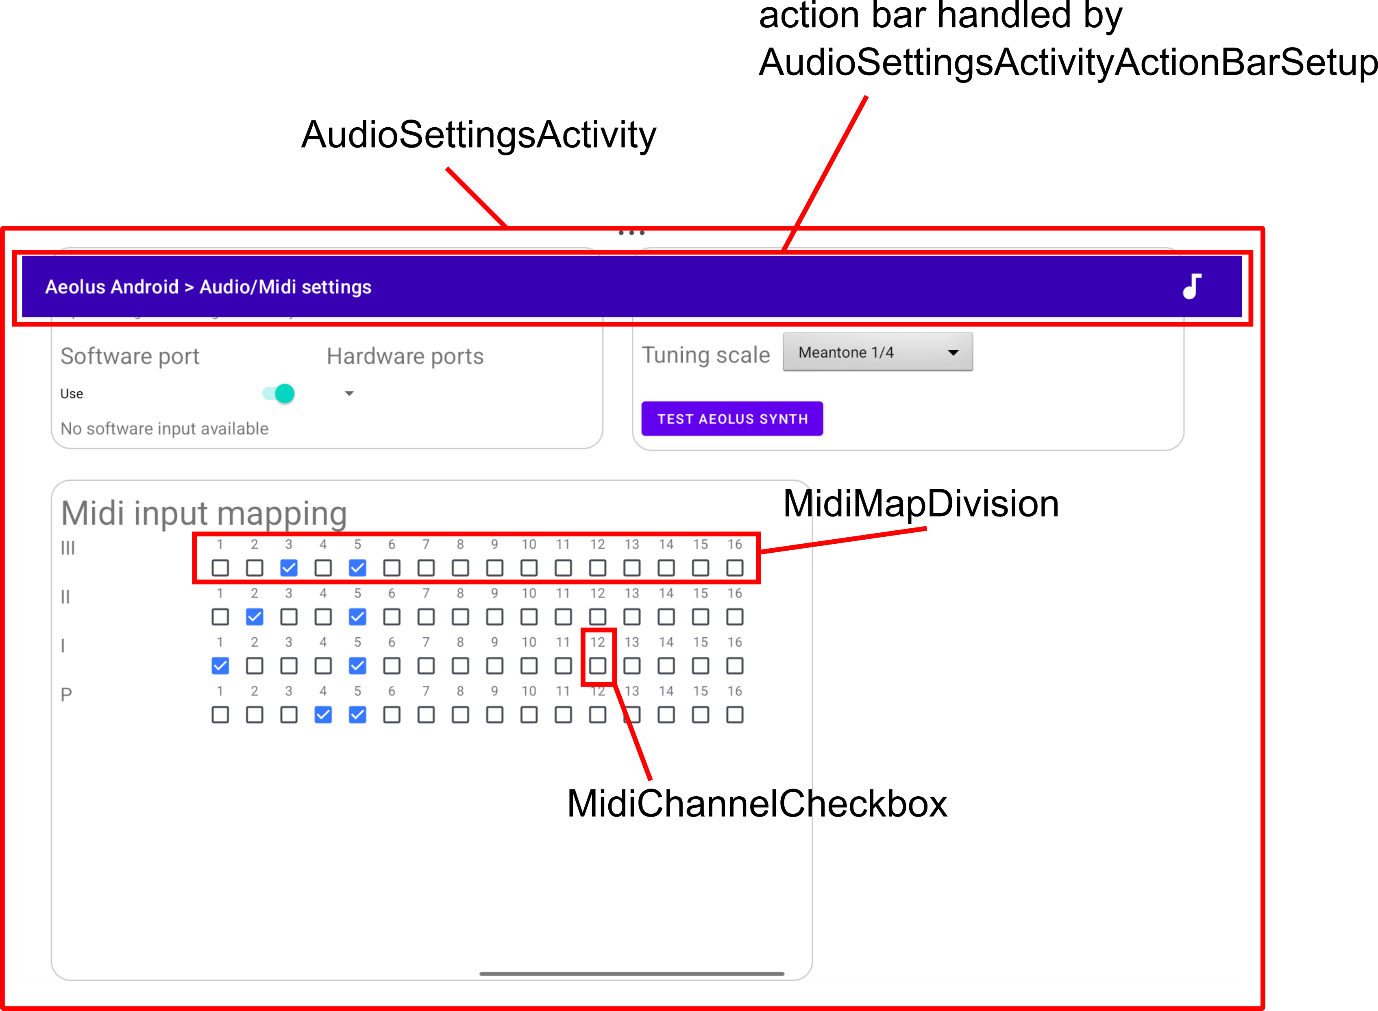 action bar handled by
AudioSettingsActivityActionBarSetup
AudioSettingsActivity
Aeolus Android > Audio/Midi settings
Software port
Hardware ports
Tuning scale
Meantone 1/4
Use
No software input available
TEST AEOLUS SYNTH
Midi input mapping
MidiMapDivision
III
1 2 3 4 5 6 7 8 9 10 11 12 13 14 15 16
II
1 2 3 4 5 6 7 8 9 10 11 12 13 14 15 16
I
1 2 3 4 5 6 7 8 9 10 11 12 13 14 15 16
P
1 2 3 4 5 6 7 8 9 10 11 12 13 14 15 16
MidiChannelCheckbox